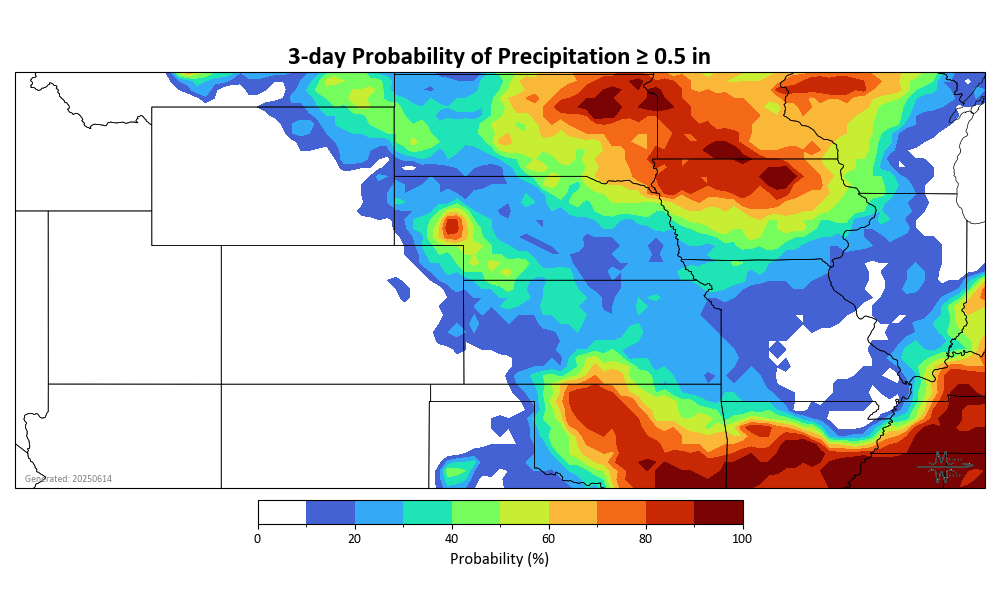 3-day Probability of Precipitation ≥ 0.5 in
Generated: 20250614
0 20 40 60 80 100
Probability (%)